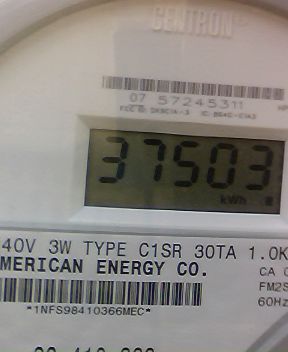 CENTRON
07 57245311
37503
kWh
40V 3W TYPE C1SR 30TA 1.0K
MERICAN ENERGY CO.
CA
FM2S
60Hz
*1NFS98410366MEC*